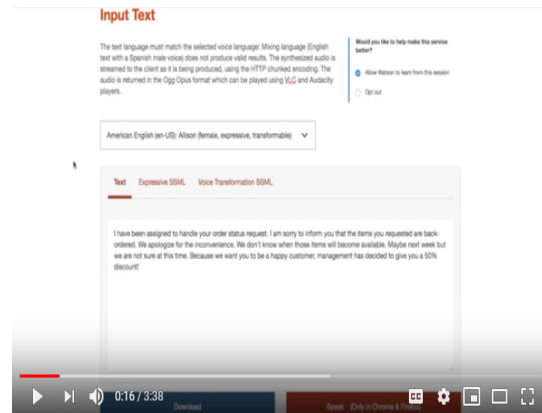 Input Text
The text language must match the selected voice language: Mixing language (English
text with a Spanish male voice) does not produce valid results. The synthesized audio is
streamed to the client as it is being produced, using the HTTP chunked encoding. The
audio is returned in the Ogg Opus format which can be played using VLC and Audacity
players.
Would you like to help make this service
better?
Allow Watson to learn from this session
Opt out
American English (en-US): Allison (female, expressive, transformable)
Text Expressive SSML Voice Transformation SSML
I have been assigned to handle your order status request. I am sorry to inform you that the items you requested are back-
ordered. We apologize for the inconvenience. We don't know when those items will become available. Maybe next week but
we are not sure at this time. Because we want you to be a happy customer, management has decided to give you a 50%
discount!
Download Speak (Only in Chrome & Firefox)
0:16 / 3:38
CC